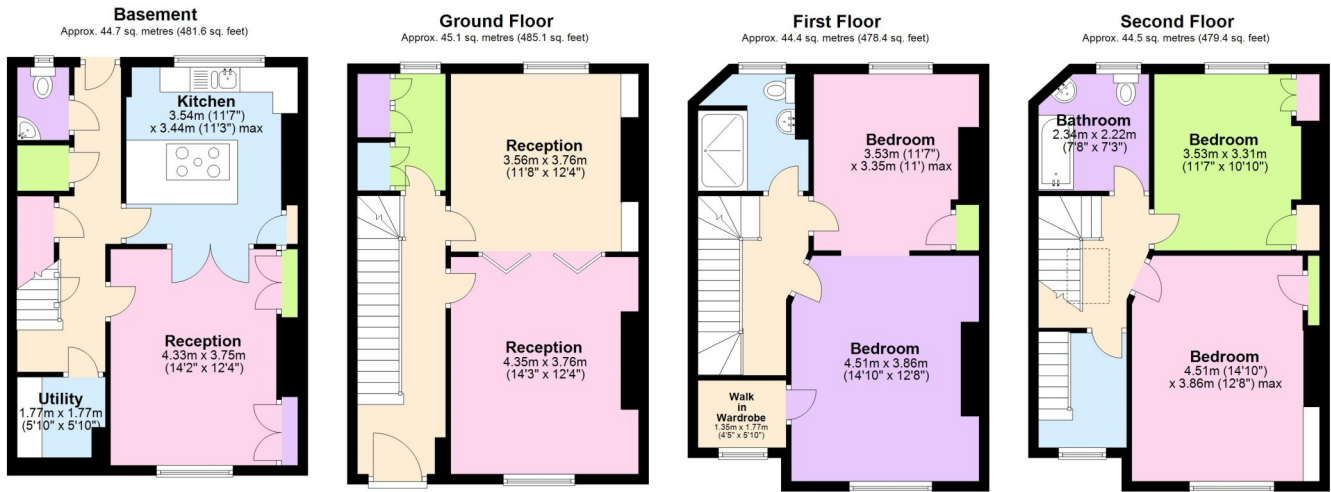 Basement
Approx. 44.7 sq. metres (481.6 sq. feet)
Kitchen
3.54m (11'7")
x 3.44m (11'3") max
Reception
4.33m x 3.75m
(14'2" x 12'4")
Utility
1.77m x 1.77m
(5'10" x 5'10")
Ground Floor
Approx. 45.1 sq. metres (485.1 sq. feet)
Reception
3.56m x 3.76m
(11'8" x 12'4")
Reception
4.35m x 3.76m
(14'3" x 12'4")
First Floor
Approx. 44.4 sq. metres (478.4 sq. feet)
Bedroom
3.53m (11'7")
x 3.35m (11') max
Bedroom
4.51m x 3.86m
(14'10" x 12'8")
Walk
in
Wardrobe
1.35m x 1.77m
(4'5" x 5'10")
Second Floor
Approx. 44.5 sq. metres (479.4 sq. feet)
Bathroom
2.34m x 2.22m
(7'8" x 7'3")
Bedroom
3.53m x 3.31m
(11'7" x 10'10")
Bedroom
4.51m (14'10")
x 3.86m (12'8") max